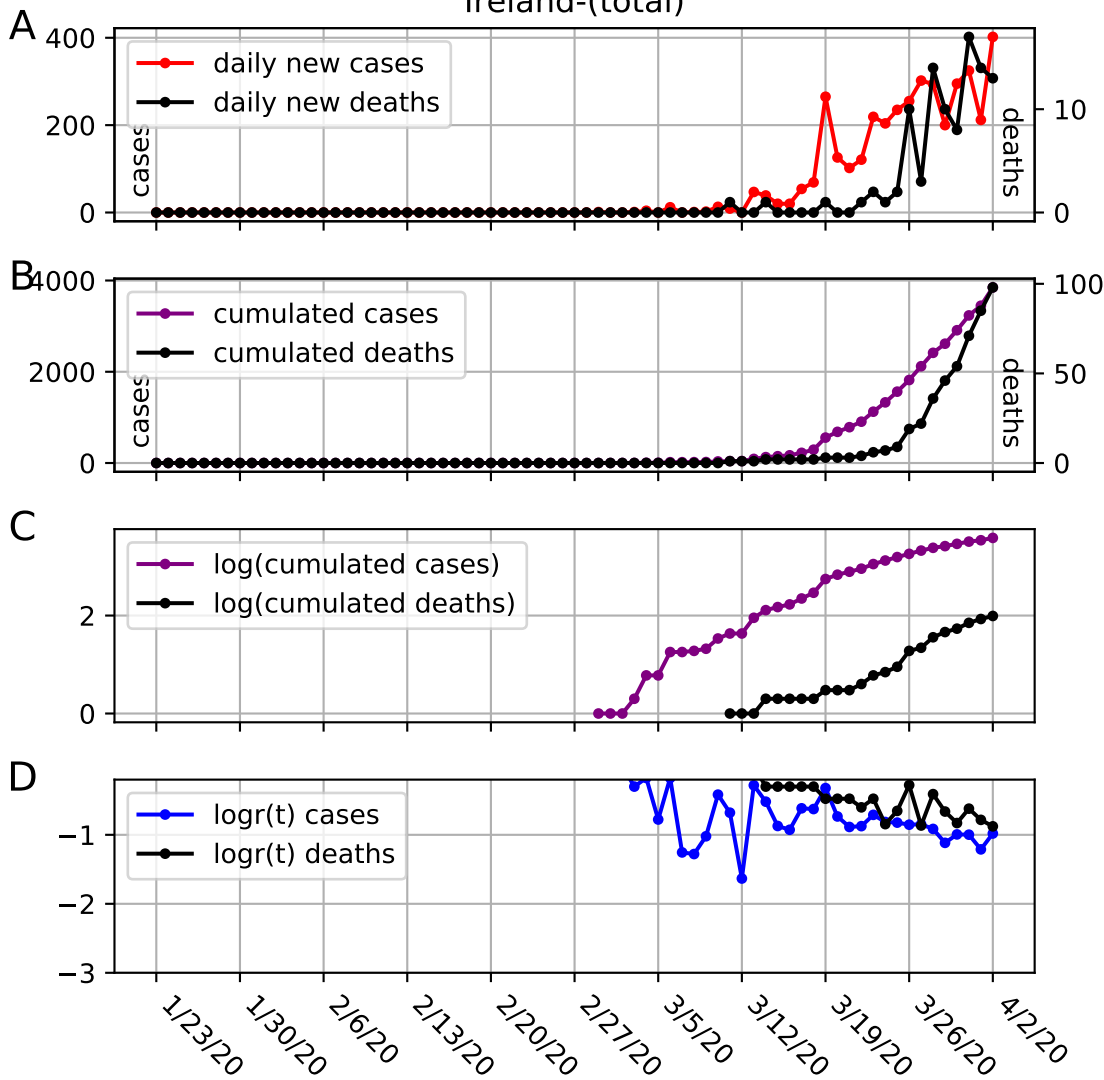 Ireland-(total)
A
400
200
0
cases
daily new cases
daily new deaths
10
0
deaths
B
4000
2000
0
cases
cumulated cases
cumulated deaths
100
50
0
deaths
C
2
0
log(cumulated cases)
log(cumulated deaths)
D
−1
−2
−3
logr(t) cases
logr(t) deaths
1/23/20
1/30/20
2/6/20
2/13/20
2/20/20
2/27/20
3/5/20
3/12/20
3/19/20
3/26/20
4/2/20